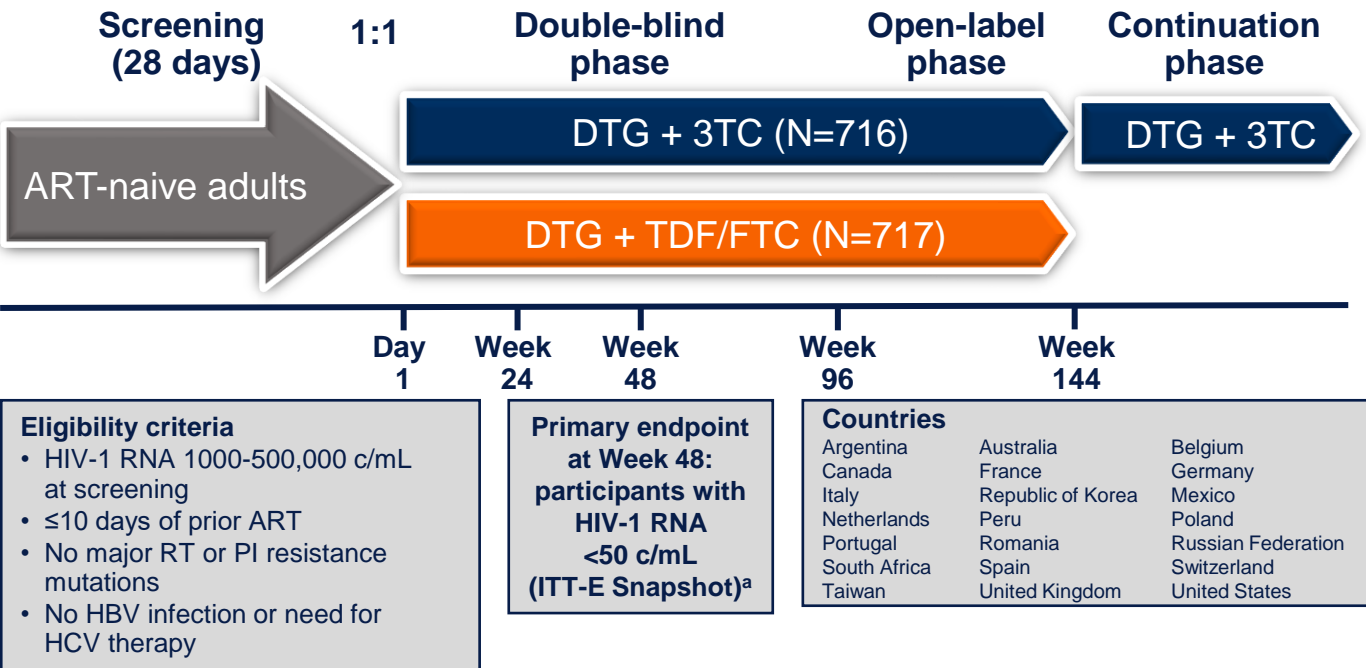 Screening
(28 days)
1:1
Double-blind
phase
Open-label
phase
Continuation
phase
ART-naive adults
DTG + 3TC (N=716)
DTG + 3TC
DTG + TDF/FTC (N=717)
Day
1
Week
24
Week
48
Week
96
Week
144
Eligibility criteria
• HIV-1 RNA 1000-500,000 c/mL
at screening
• ≤10 days of prior ART
• No major RT or PI resistance
mutations
• No HBV infection or need for
HCV therapy
Primary endpoint
at Week 48:
participants with
HIV-1 RNA
<50 c/mL
(ITT-E Snapshot)ᵃ
Countries
Argentina Australia Belgium
Canada France Germany
Italy Republic of Korea Mexico
Netherlands Peru Poland
Portugal Romania Russian Federation
South Africa Spain Switzerland
Taiwan United Kingdom United States